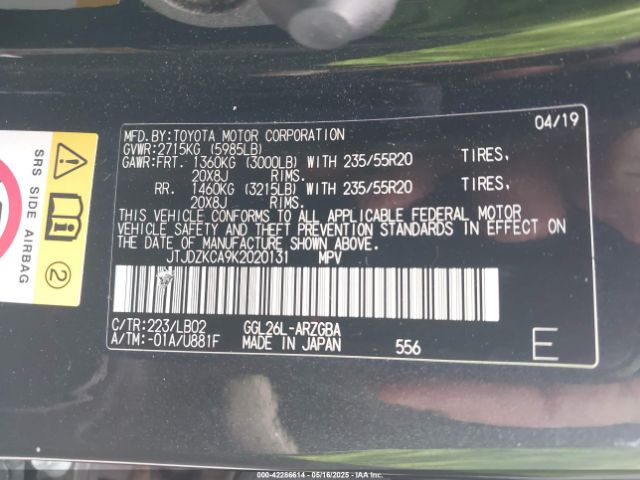 MFD. BY: TOYOTA MOTOR CORPORATION 04/19
GVWR: 2715KG (5985LB)
GAWR: FRT. 1360KG (3000LB) WITH 235/55R20 TIRES,
20X8J RIMS.
RR. 1460KG (3215LB) WITH 235/55R20 TIRES,
20X8J RIMS.
THIS VEHICLE CONFORMS TO ALL APPLICABLE FEDERAL MOTOR
VEHICLE SAFETY AND THEFT PREVENTION STANDARDS IN EFFECT ON
THE DATE OF MANUFACTURE SHOWN ABOVE.
JTJDZKCA9K2020131 MPV
C/TR: 223/LB02 GGL26L-ARZGBA
A/TM: -01A/U881F MADE IN JAPAN 556 E
SRS SIDE AIRBAG
2
000-42286614 - 05/16/2025 - IAA Inc.